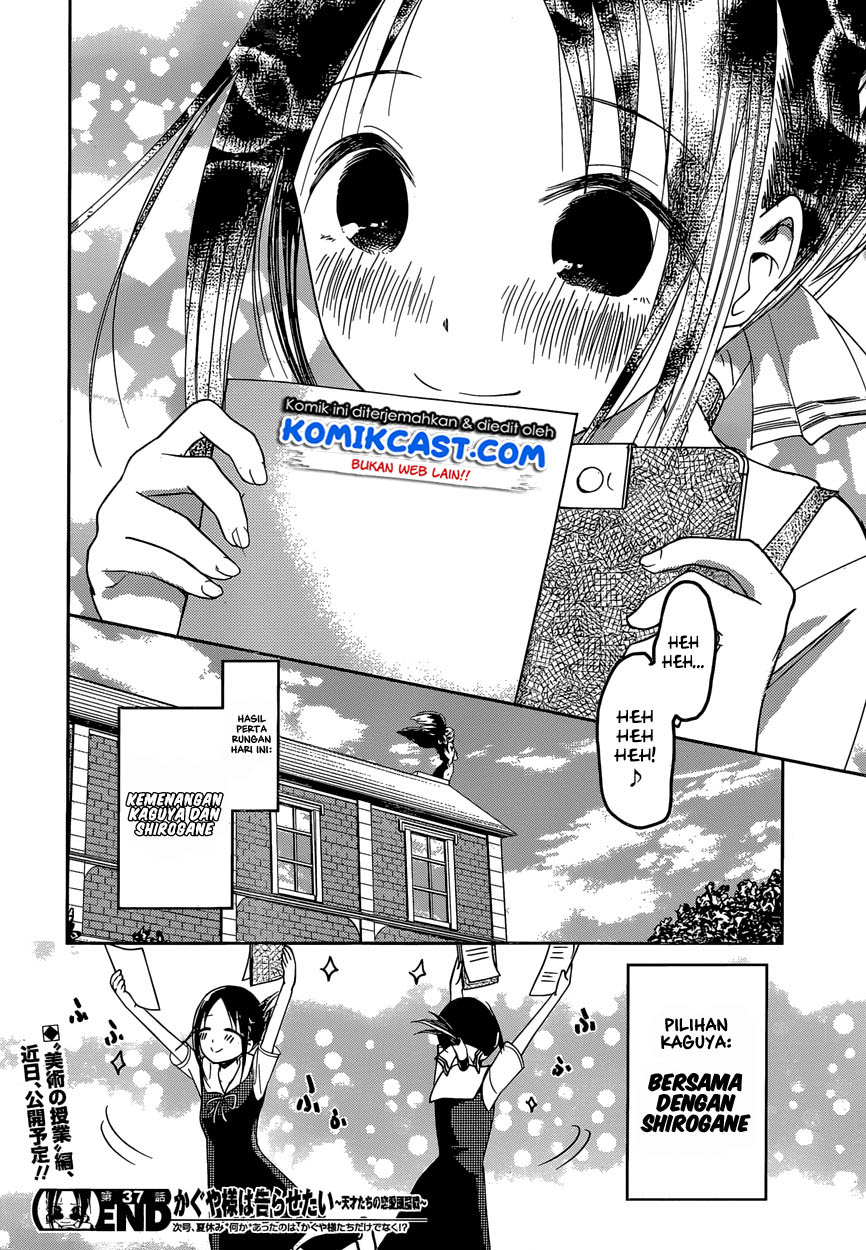 Komik ini diterjemahkan & diedit oleh
KOMIKCAST.COM
BUKAN WEB LAIN!!
HEH
HEH...
HEH
HEH
HEH!
♪
HASIL
PERTA
RUNGAN
HARI INI:
KEMENANGAN
KAGUYA DAN
SHIROGANE
PILIHAN
KAGUYA:
BERSAMA
DENGAN
SHIROGANE
ふふ
ふふ
ふふ
ふふ
◆“美術の授業”編、
近日、公開予定!!
第37話
END
かぐや様は告らせたい
~天才たちの恋愛頭脳戦~
次号、夏休み“何か”あったのは、かぐや様たちだけでなく!?